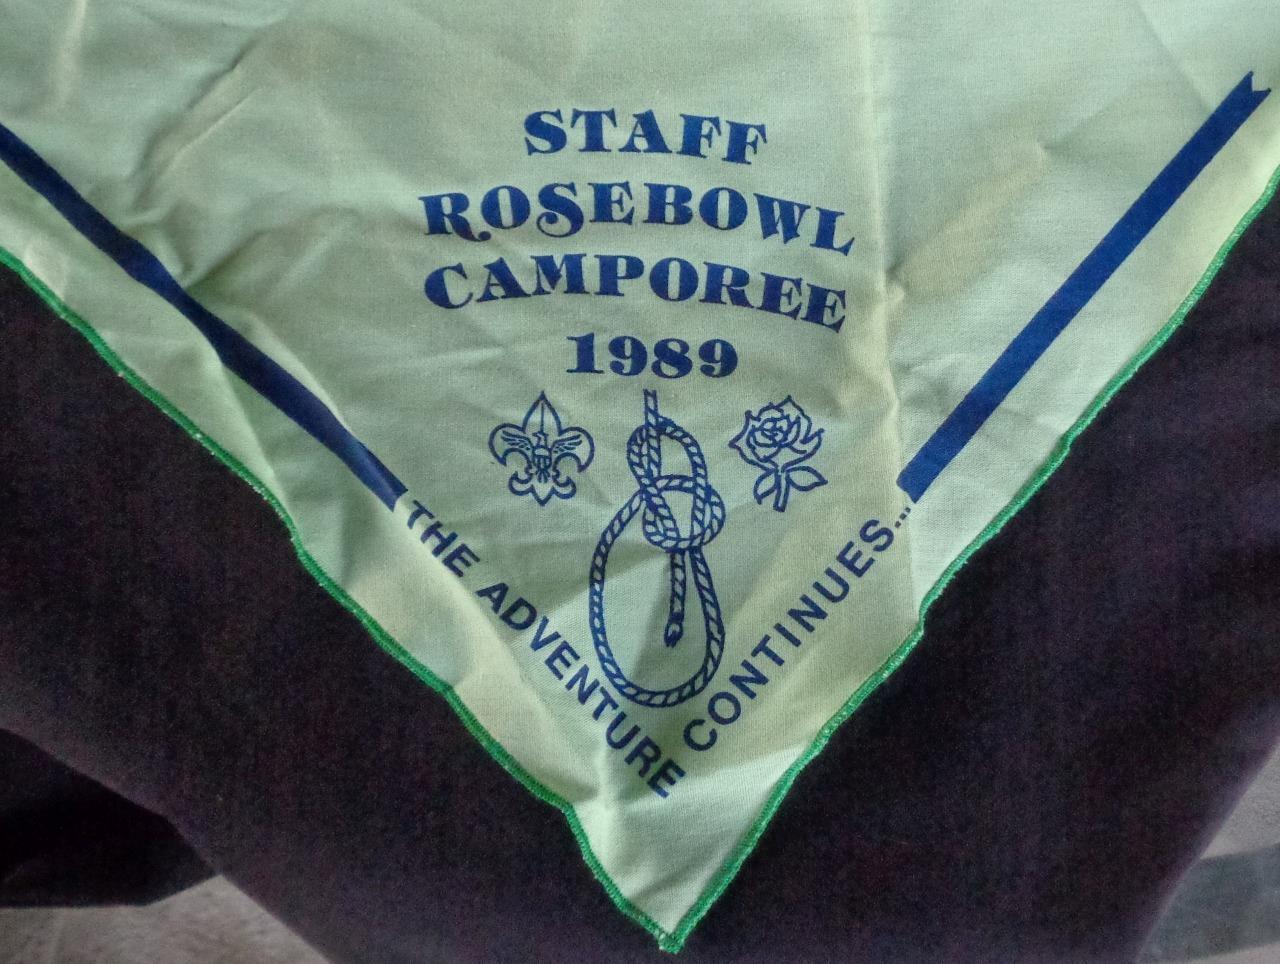 STAFF
ROSEBOWL
CAMPOREE
1989
THE ADVENTURE
CONTINUES...